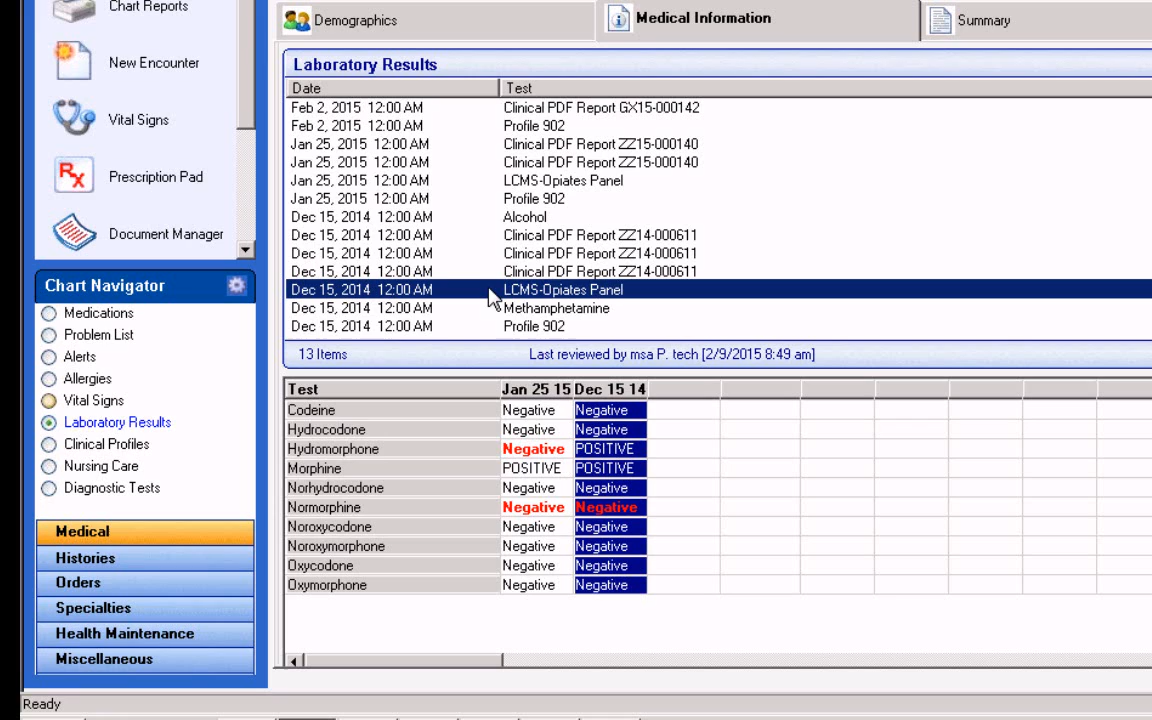 Chart Reports
New Encounter
Vital Signs
Rx
Prescription Pad
Document Manager
Chart Navigator
Medications
Problem List
Alerts
Allergies
Vital Signs
Laboratory Results
Clinical Profiles
Nursing Care
Diagnostic Tests
Medical
Histories
Orders
Specialties
Health Maintenance
Miscellaneous
Demographics Medical Information Summary
Laboratory Results
Date Test
Feb 2, 2015 12:00 AM Clinical PDF Report GX15-000142
Feb 2, 2015 12:00 AM Profile 902
Jan 25, 2015 12:00 AM Clinical PDF Report ZZ15-000140
Jan 25, 2015 12:00 AM Clinical PDF Report ZZ15-000140
Jan 25, 2015 12:00 AM LCMS-Opiates Panel
Jan 25, 2015 12:00 AM Profile 902
Dec 15, 2014 12:00 AM Alcohol
Dec 15, 2014 12:00 AM Clinical PDF Report ZZ14-000611
Dec 15, 2014 12:00 AM Clinical PDF Report ZZ14-000611
Dec 15, 2014 12:00 AM Clinical PDF Report ZZ14-000611
Dec 15, 2014 12:00 AM LCMS-Opiates Panel
Dec 15, 2014 12:00 AM Methamphetamine
Dec 15, 2014 12:00 AM Profile 902
13 Items Last reviewed by msa P. tech [2/9/2015 8:49 am]
Test Jan 25 15 Dec 15 14
Codeine Negative Negative
Hydrocodone Negative Negative
Hydromorphone Negative POSITIVE
Morphine POSITIVE POSITIVE
Norhydrocodone Negative Negative
Normorphine Negative Negative
Noroxycodone Negative Negative
Noroxymorphone Negative Negative
Oxycodone Negative Negative
Oxymorphone Negative Negative
Ready